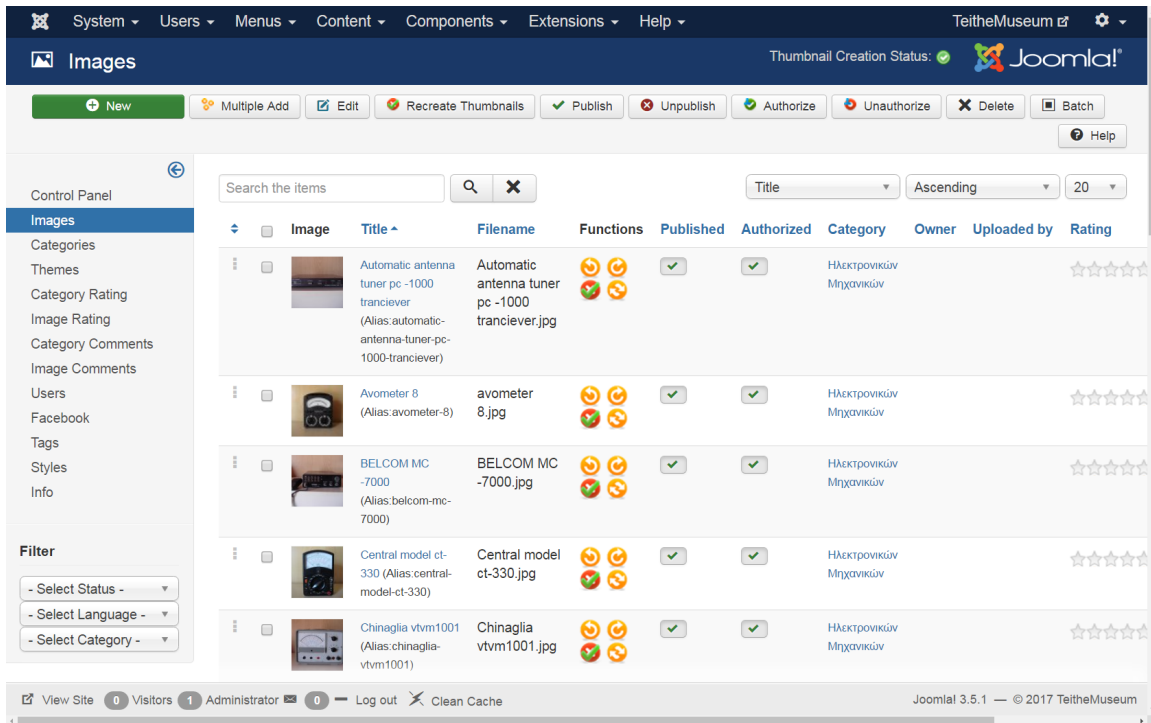 System Users Menus Content Components Extensions Help TeitheMuseum
Images Thumbnail Creation Status: Joomla!®
New Multiple Add Edit Recreate Thumbnails Publish Unpublish Authorize Unauthorize Delete Batch
Help
Control Panel
Images
Categories
Themes
Category Rating
Image Rating
Category Comments
Image Comments
Users
Facebook
Tags
Styles
Info
Filter
- Select Status -
- Select Language -
- Select Category -
Search the items Title Ascending 20
Image Title Filename Functions Published Authorized Category Owner Uploaded by Rating
Automatic antenna
tuner pc -1000
tranciever
(Alias:automatic-
antenna-tuner-pc-
1000-tranciever)
Automatic
antenna tuner
pc -1000
tranciever.jpg
Ηλεκτρονικών
Μηχανικών
Avometer 8
(Alias:avometer-8)
avometer
8.jpg
Ηλεκτρονικών
Μηχανικών
BELCOM MC
-7000
(Alias:belcom-mc-
7000)
BELCOM MC
-7000.jpg
Ηλεκτρονικών
Μηχανικών
Central model ct-
330 (Alias:central-
model-ct-330)
Central model
ct-330.jpg
Ηλεκτρονικών
Μηχανικών
Chinaglia vtvm1001
(Alias:chinaglia-
vtvm1001)
Chinaglia
vtvm1001.jpg
Ηλεκτρονικών
Μηχανικών
View Site 0 Visitors 1 Administrator 0 Log out Clean Cache Joomla! 3.5.1 — © 2017 TeitheMuseum